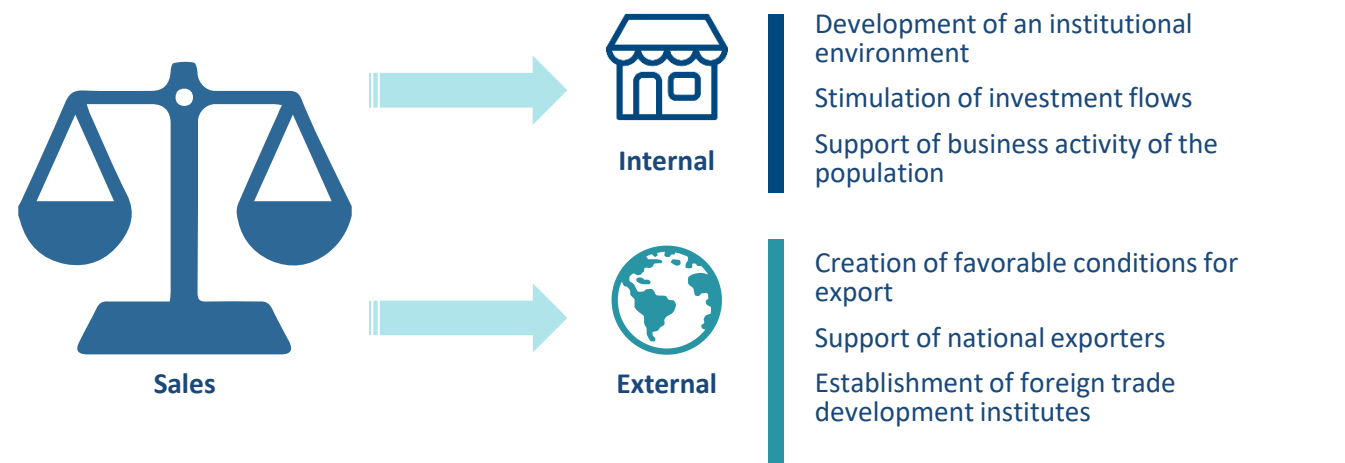 Development of an institutional
environment
Stimulation of investment flows
Support of business activity of the
population
Internal
Creation of favorable conditions for
export
Support of national exporters
Establishment of foreign trade
development institutes
Sales
External